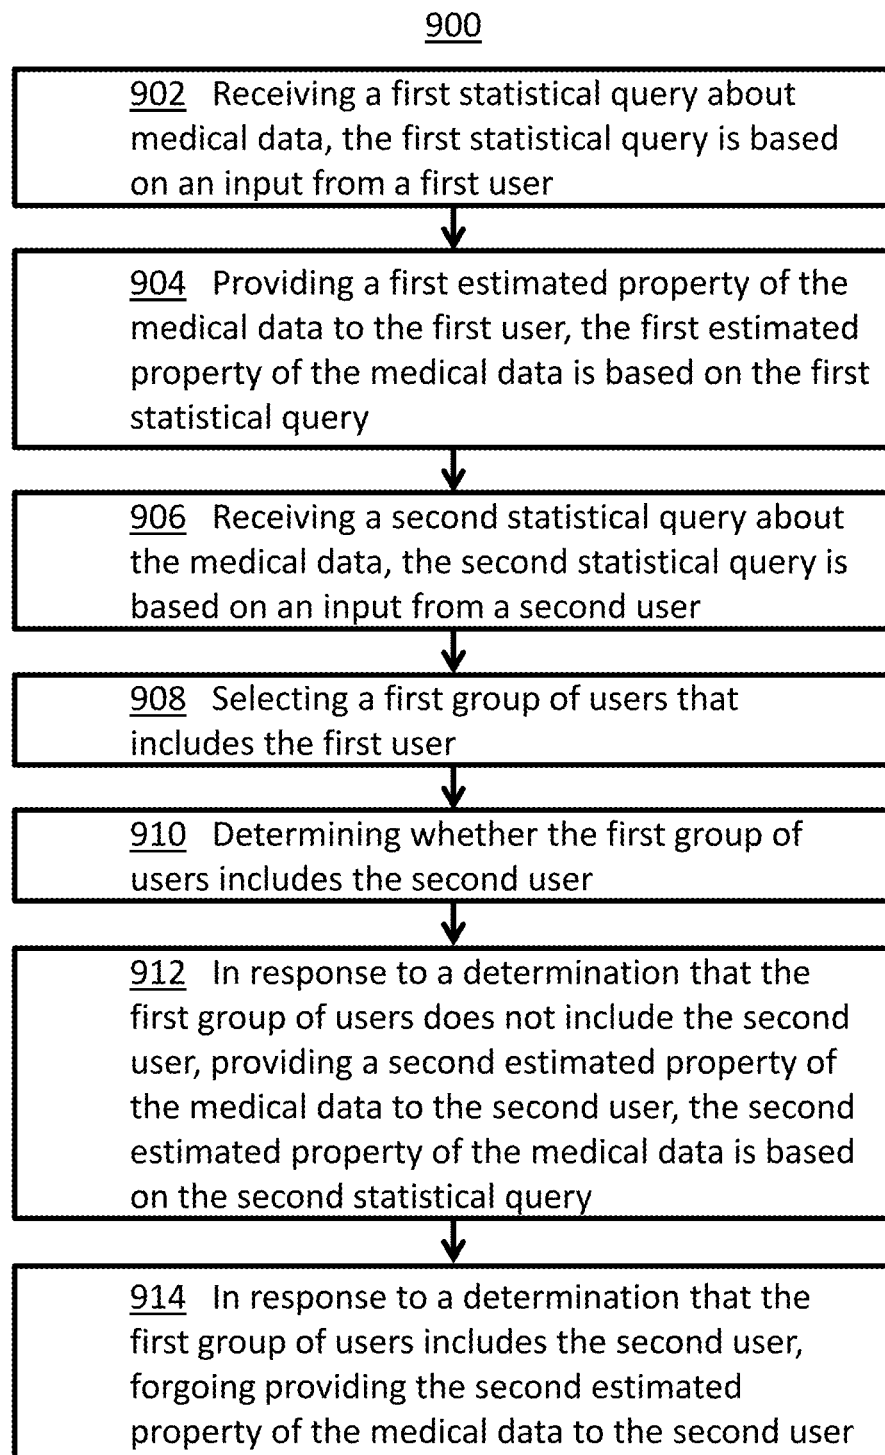 900
902 Receiving a first statistical query about
medical data, the first statistical query is based
on an input from a first user
904 Providing a first estimated property of the
medical data to the first user, the first estimated
property of the medical data is based on the first
statistical query
906 Receiving a second statistical query about
the medical data, the second statistical query is
based on an input from a second user
908 Selecting a first group of users that
includes the first user
910 Determining whether the first group of
users includes the second user
912 In response to a determination that the
first group of users does not include the second
user, providing a second estimated property of
the medical data to the second user, the second
estimated property of the medical data is based
on the second statistical query
914 In response to a determination that the
first group of users includes the second user,
forgoing providing the second estimated
property of the medical data to the second user